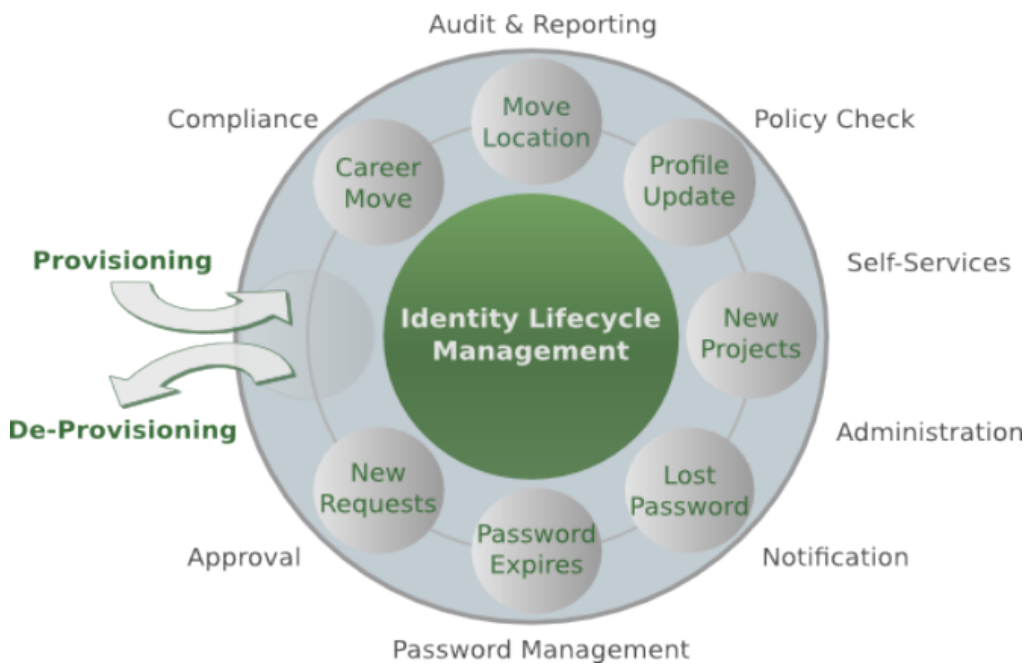 Audit & Reporting
Compliance
Move
Location
Policy Check
Career
Move
Profile
Update
Provisioning
Self-Services
Identity Lifecycle
Management
New
Projects
De-Provisioning
Administration
New
Requests
Lost
Password
Password
Expires
Approval
Notification
Password Management